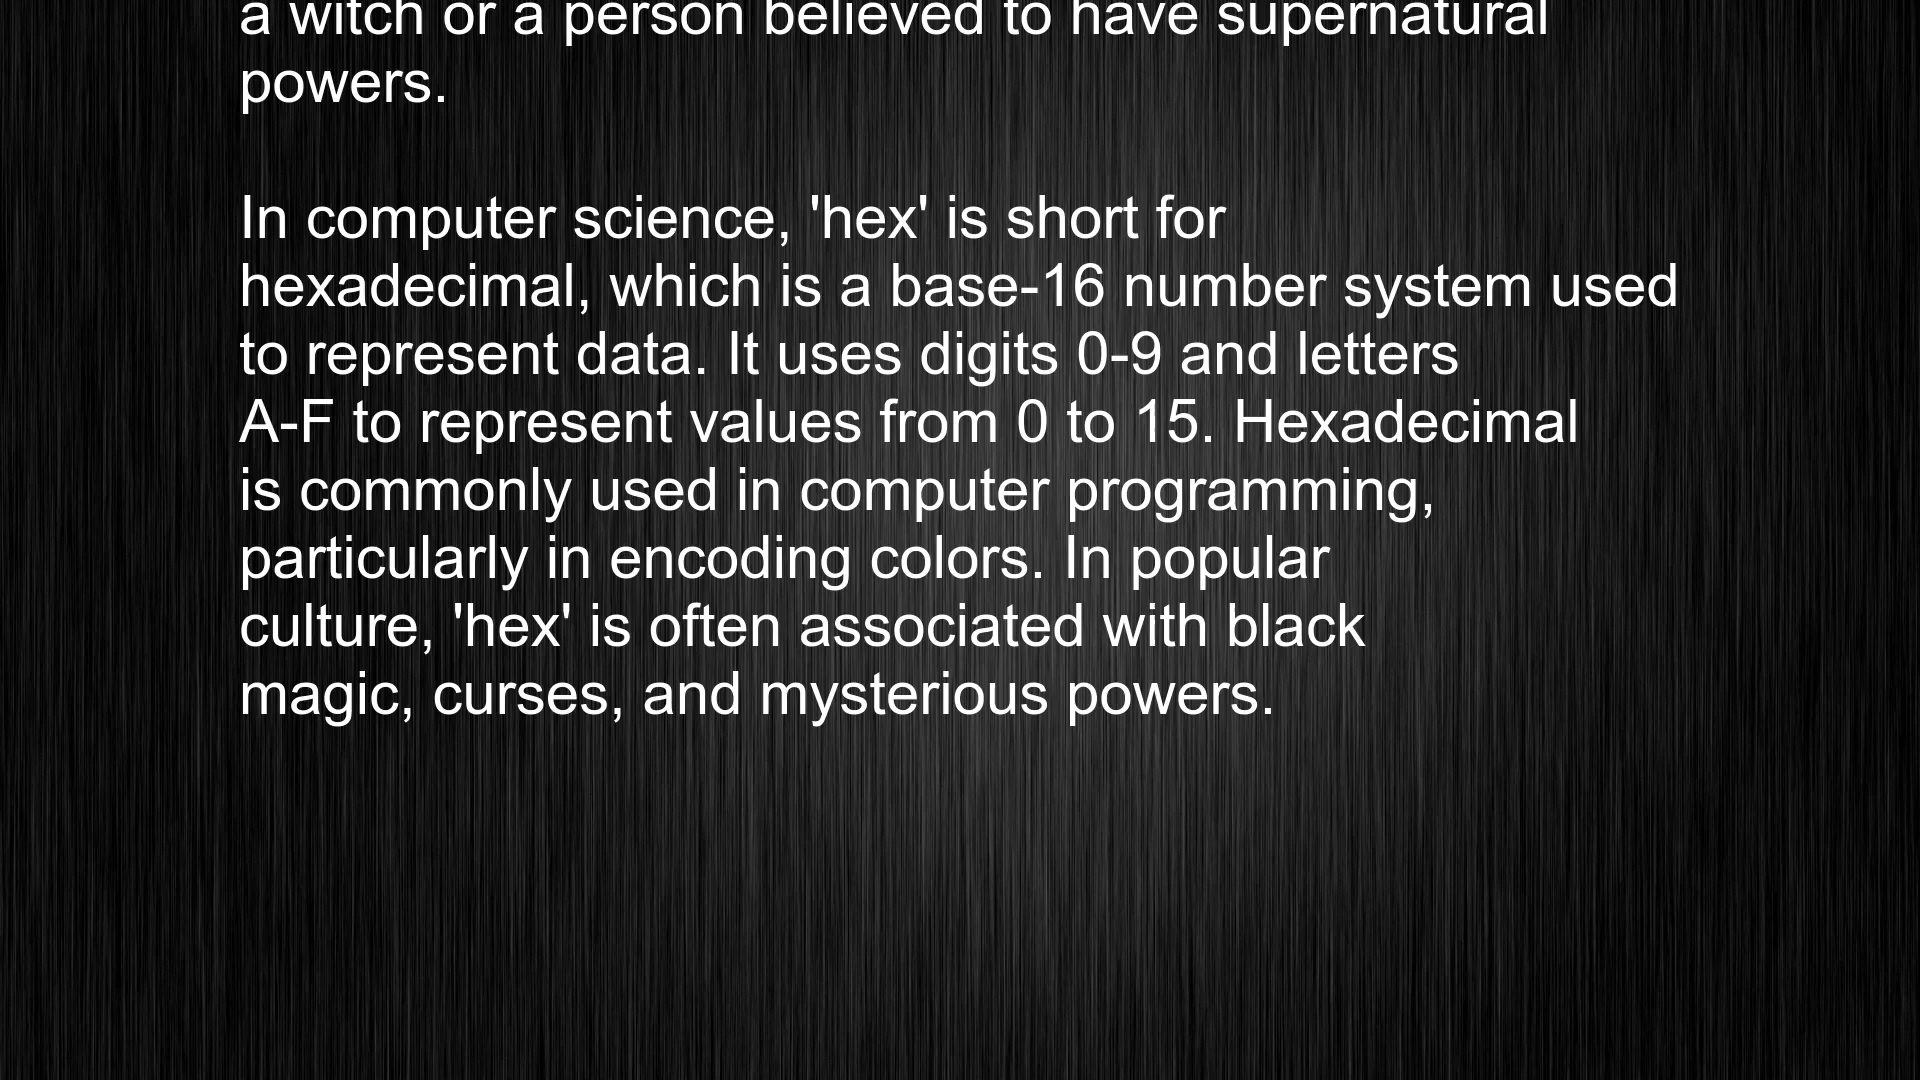 a witch or a person believed to have supernatural
powers.
In computer science, 'hex' is short for
hexadecimal, which is a base-16 number system used
to represent data. It uses digits 0-9 and letters
A-F to represent values from 0 to 15. Hexadecimal
is commonly used in computer programming,
particularly in encoding colors. In popular
culture, 'hex' is often associated with black
magic, curses, and mysterious powers.